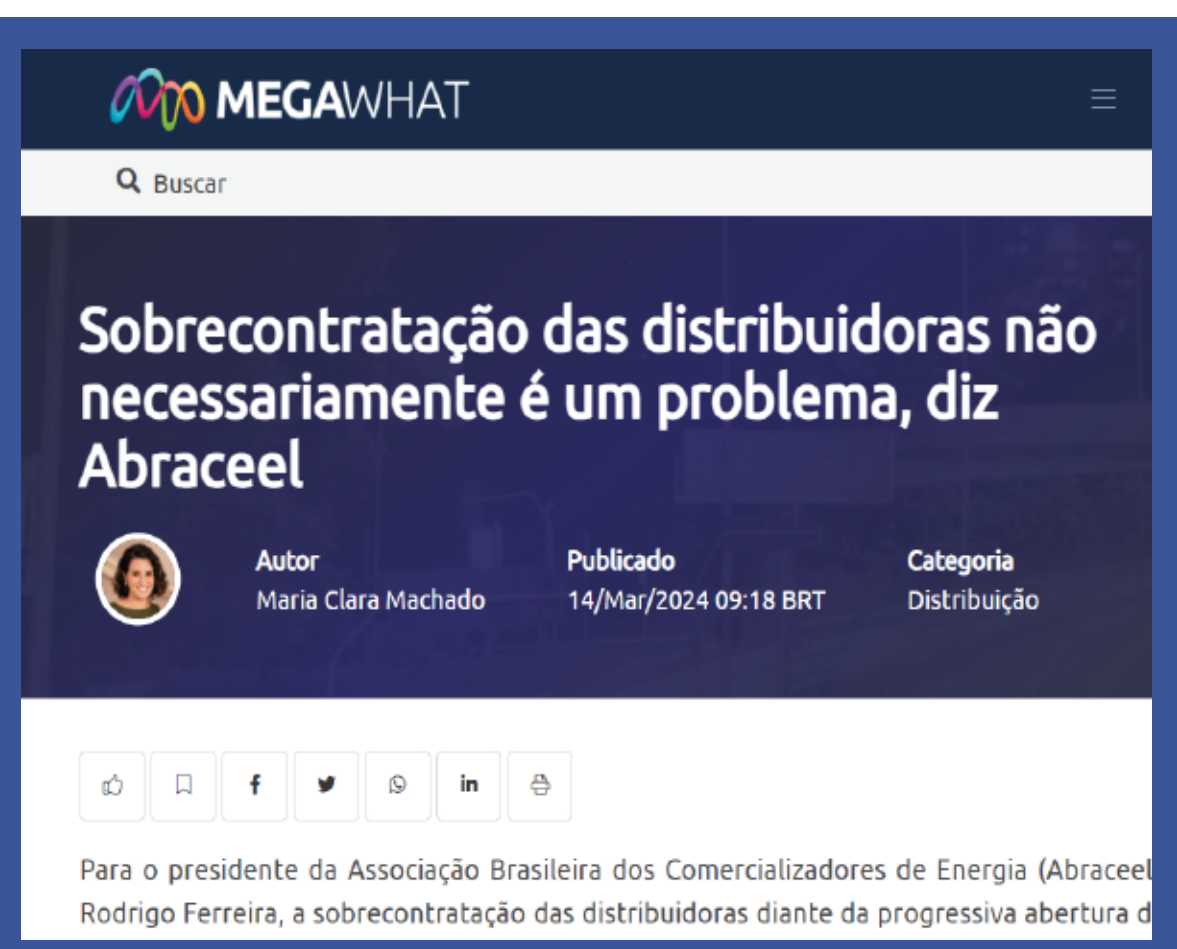 MEGAWHAT
Buscar
Sobrecontratação das distribuidoras não
necessariamente é um problema, diz
Abraceel
Autor
Maria Clara Machado
Publicado
14/Mar/2024 09:18 BRT
Categoria
Distribuição
f
in
Para o presidente da Associação Brasileira dos Comercializadores de Energia (Abraceel
Rodrigo Ferreira, a sobrecontratação das distribuidoras diante da progressiva abertura d